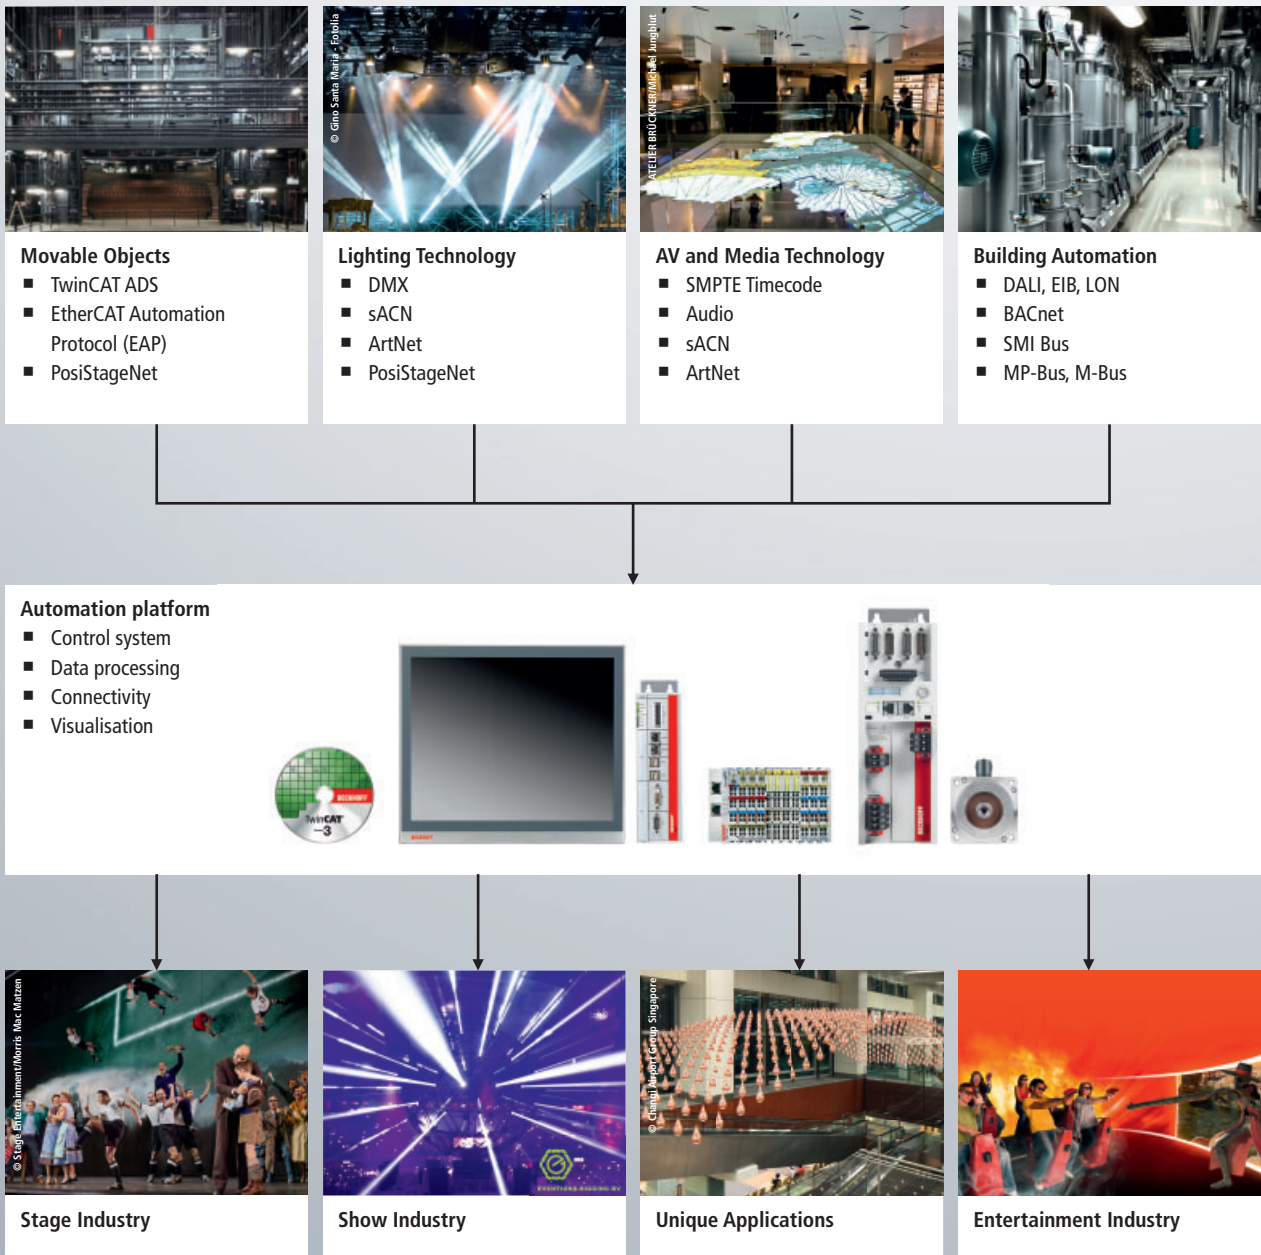 © Gino Santa Maria - Fotolia
ATELIER BRÜCKNER/Michael Jungblut
Movable Objects
■ TwinCAT ADS
■ EtherCAT Automation
Protocol (EAP)
■ PosiStageNet
Lighting Technology
■ DMX
■ sACN
■ ArtNet
■ PosiStageNet
AV and Media Technology
■ SMPTE Timecode
■ Audio
■ sACN
■ ArtNet
Building Automation
■ DALI, EIB, LON
■ BACnet
■ SMI Bus
■ MP-Bus, M-Bus
Automation platform
■ Control system
■ Data processing
■ Connectivity
■ Visualisation
BECKHOFF
TwinCAT
3
BECKHOFF
© Stage Entertainment/Morris Mac Matzen
© Changi Airport Group Singapore
Stage Industry
Show Industry
Unique Applications
Entertainment Industry